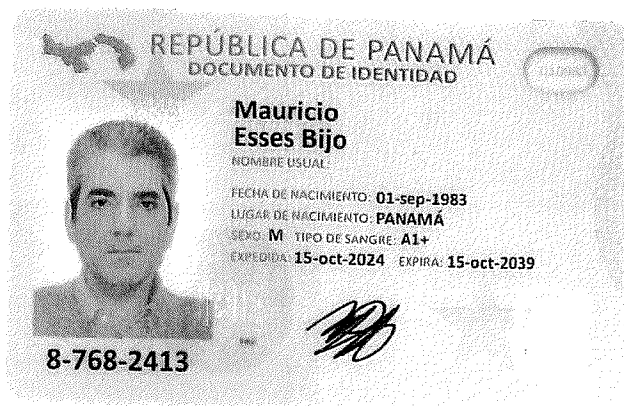 REPÚBLICA DE PANAMÁ
DOCUMENTO DE IDENTIDAD
Mauricio
Esses Bijo
NOMBRE USUAL:
FECHA DE NACIMIENTO: 01-sep-1983
LUGAR DE NACIMIENTO: PANAMÁ
SEXO: M TIPO DE SANGRE: A1+
EXPEDIDA: 15-oct-2024 EXPIRA: 15-oct-2039
8-768-2413